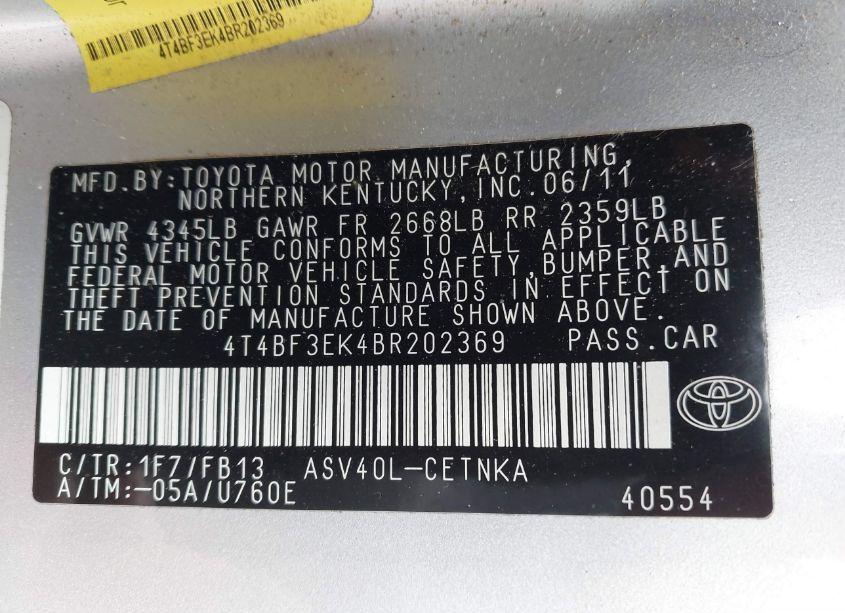 4T4BF3EK4BR202369
MFD.BY:TOYOTA MOTOR MANUFACTURING,
NORTHERN KENTUCKY,INC.06/11
GVWR 4345LB GAWR FR 2668LB RR 2359LB
THIS VEHICLE CONFORMS TO ALL APPLICABLE
FEDERAL MOTOR VEHICLE SAFETY,BUMPER,AND
THEFT PREVENTION STANDARDS IN EFFECT ON
THE DATE OF MANUFACTURE SHOWN ABOVE.
4T4BF3EK4BR202369 PASS.CAR
C/TR:1F7/FB13 ASV40L-CETNKA
A/TM:-05A/U760E 40554